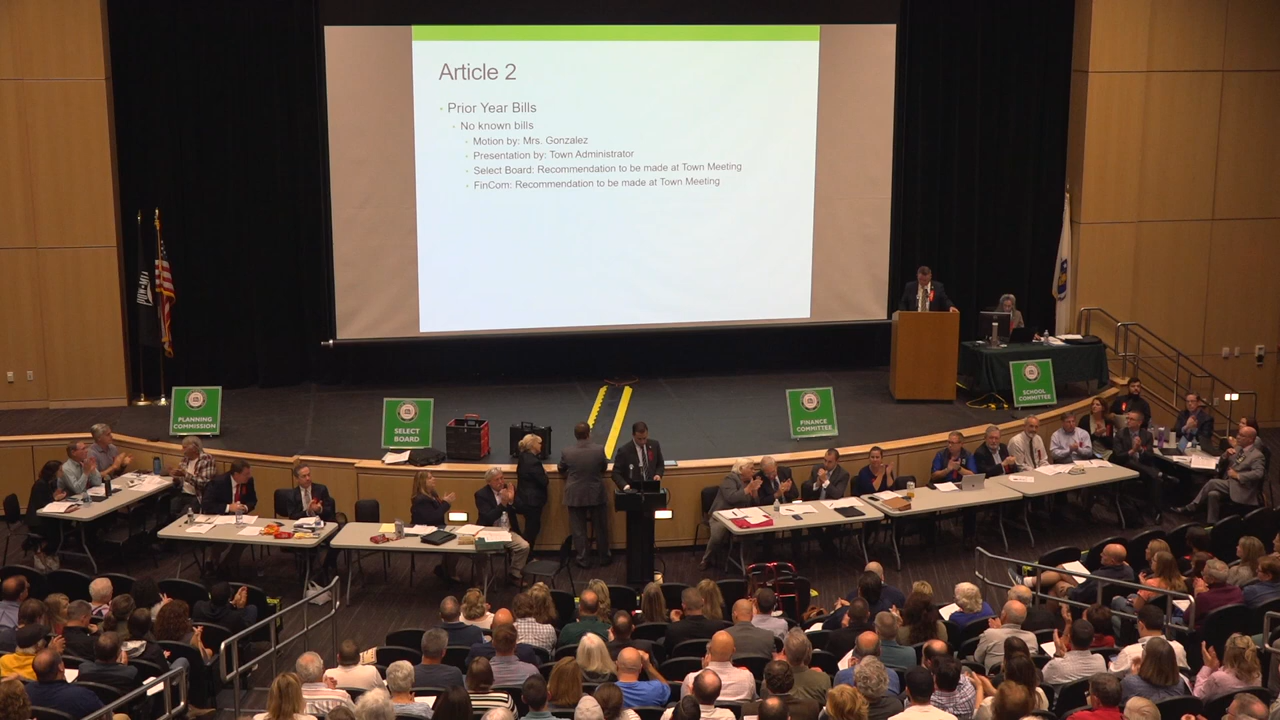 Article 2
Prior Year Bills
No known bills
Motion by: Mrs. Gonzalez
Presentation by: Town Administrator
Select Board: Recommendation to be made at Town Meeting
FinCom: Recommendation to be made at Town Meeting
POW-MIA
PLANNING
COMMISSION
SELECT
BOARD
FINANCE
COMMITTEE
SCHOOL
COMMITTEE